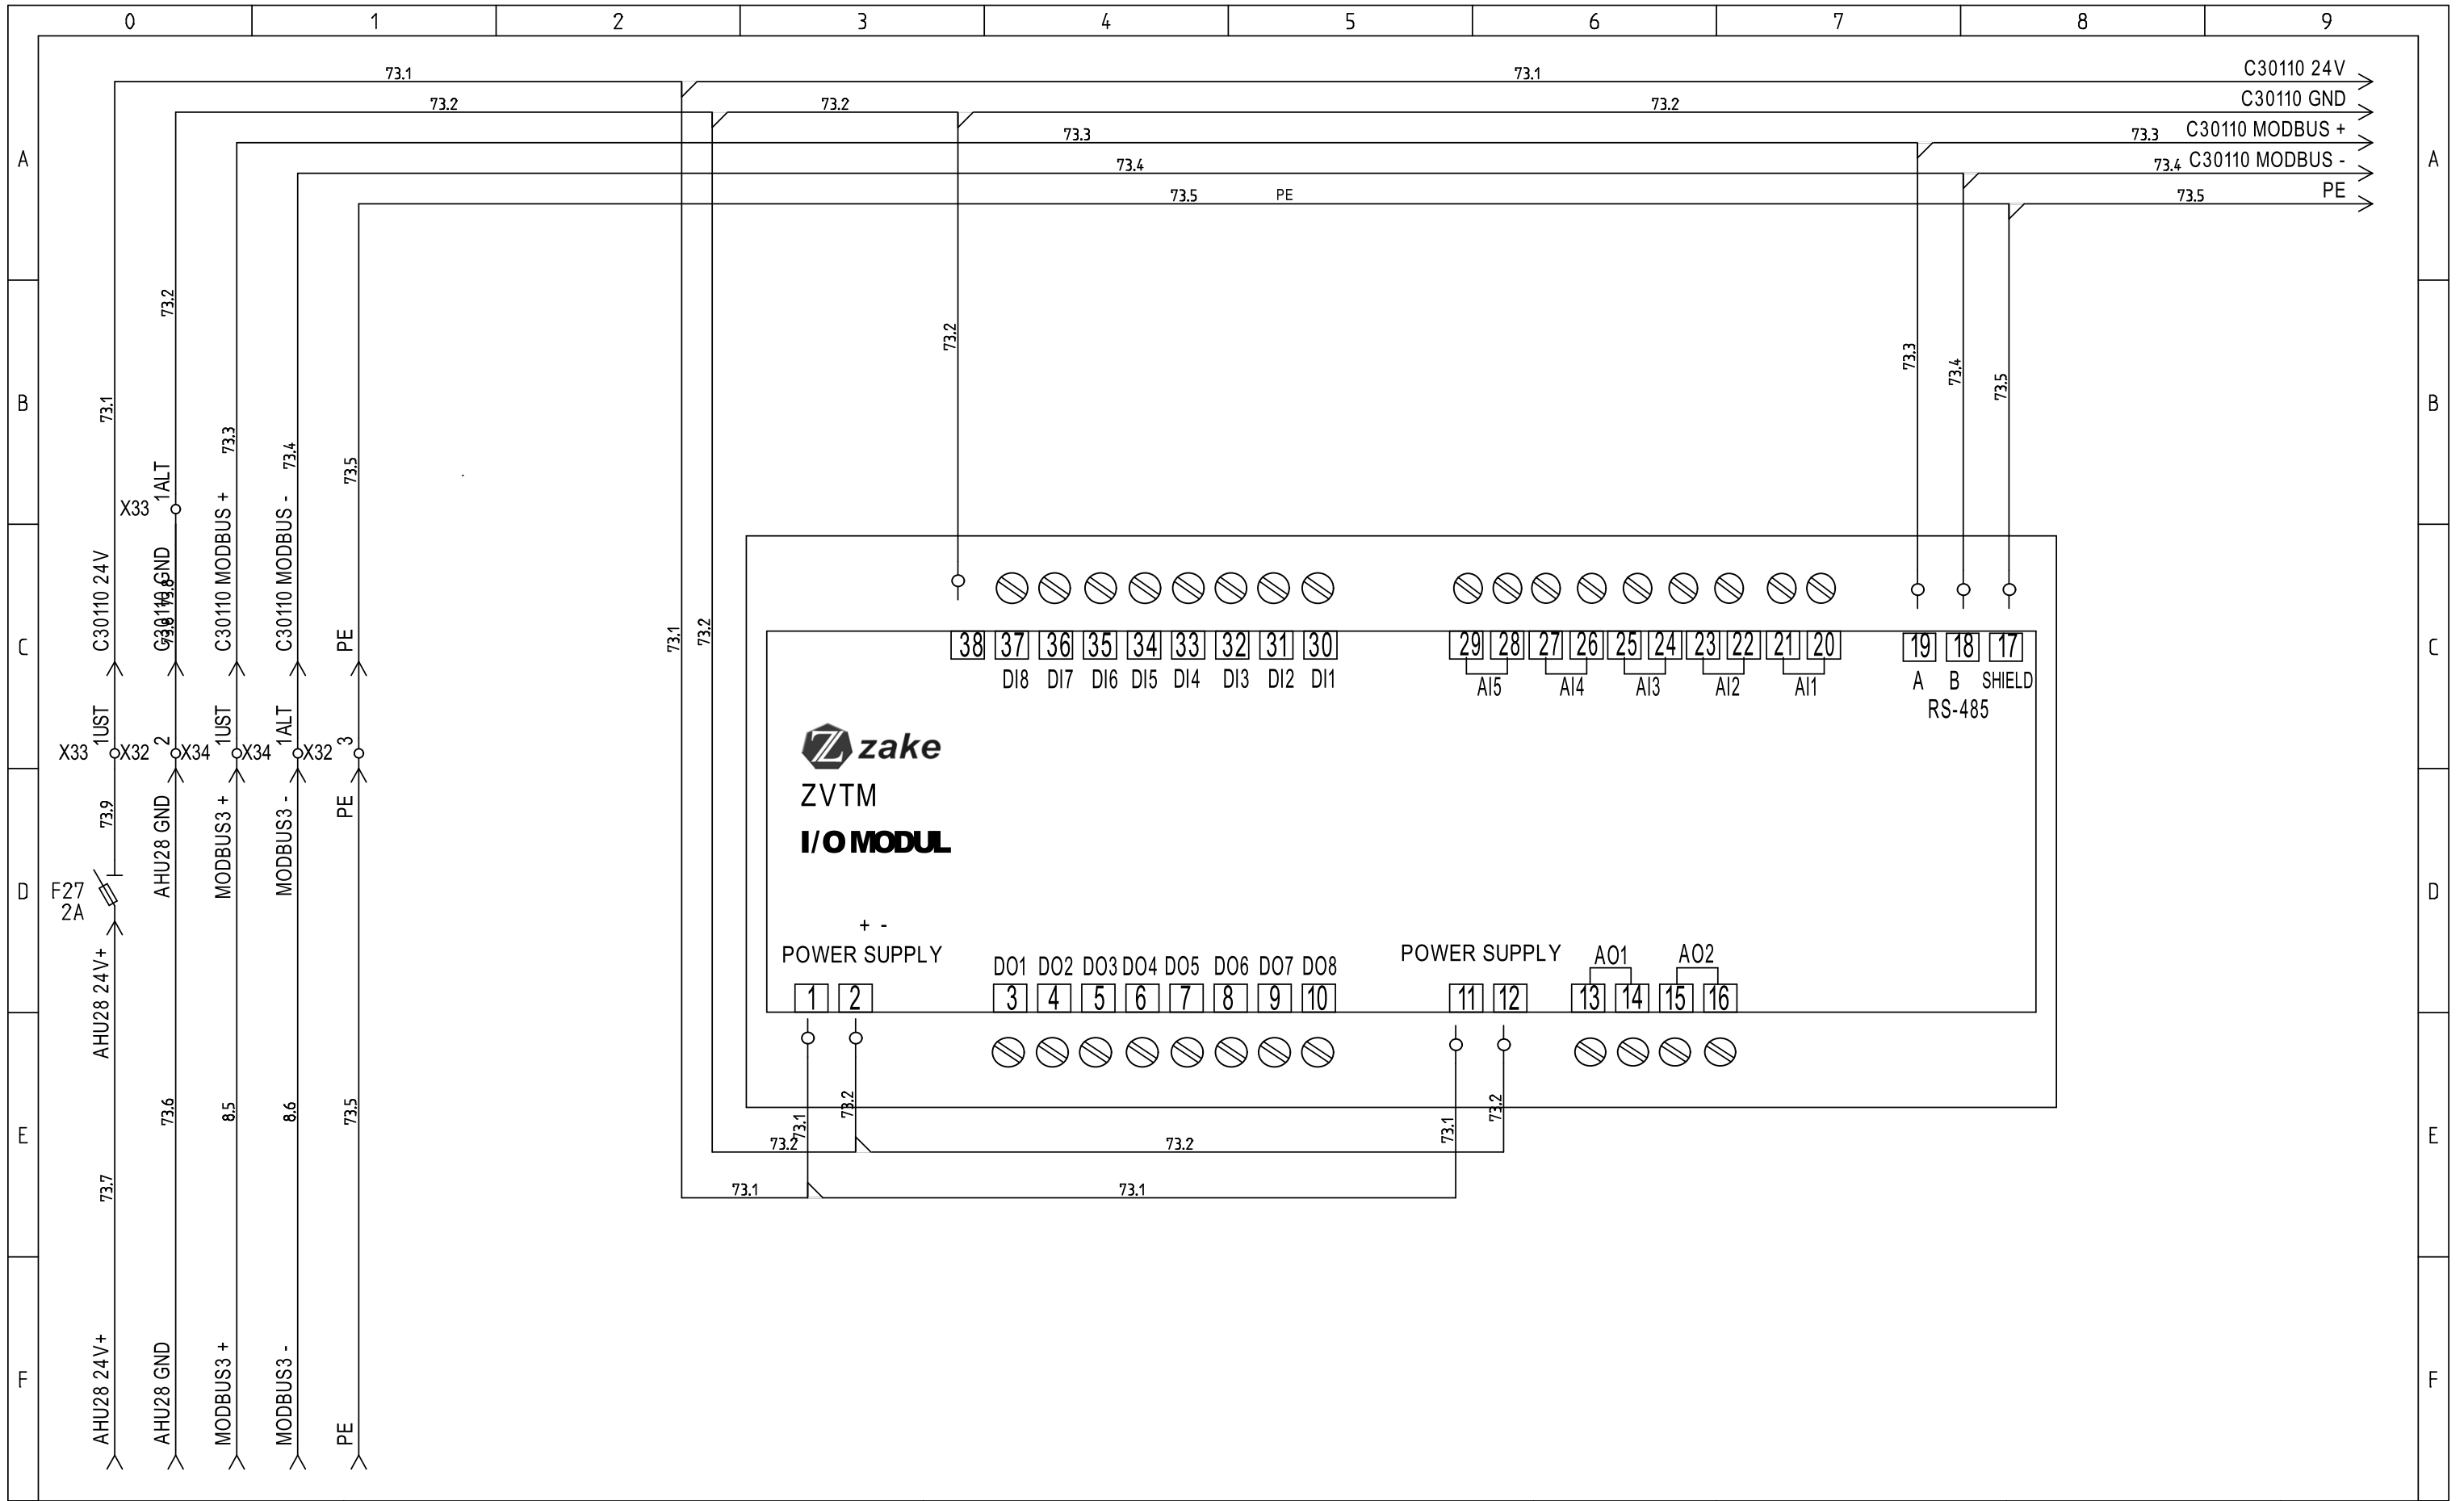 0 1 2 3 4 5 6 7 8 9
73.1 73.1 C30110 24V
73.2 73.2 73.2 C30110 GND
73.3 73.3 C30110 MODBUS +
73.4 73.4 C30110 MODBUS -
73.5 PE 73.5 PE
A A
73.2
73.2 73.3 73.4 73.5
B B
73.1 73.3 73.4 73.5
X33 1ALT
C30110 24V C30110 GND C30110 MODBUS + C30110 MODBUS - PE
73.8
73.1 73.2
C C
38 37 36 35 34 33 32 31 30 29 28 27 26 25 24 23 22 21 20 19 18 17
DI8 DI7 DI6 DI5 DI4 DI3 DI2 DI1 AI5 AI4 AI3 AI2 AI1 A B SHIELD
RS-485
X33 1UST X32 2 X34 1UST X34 1ALT X32 3
zake
ZVTM
I/O MODUL
73.9 AHU28 GND MODBUS3 + MODBUS3 - PE
D D
F27
2A
+ -
POWER SUPPLY POWER SUPPLY
DO1 DO2 DO3 DO4 DO5 DO6 DO7 DO8 AO1 AO2
1 2 3 4 5 6 7 8 9 10 11 12 13 14 15 16
AHU28 24V+
73.6 8.5 8.6 73.5
73.1 73.2 73.1 73.2
E E
73.2 73.2
73.7
73.1 73.1
F F
AHU28 24V+ AHU28 GND MODBUS3 + MODBUS3 - PE